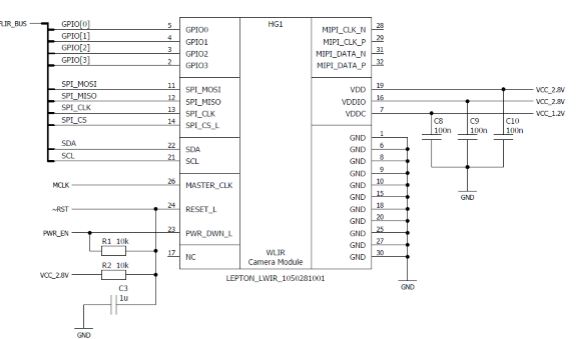 HG1
LIR_BUS
GPIO[0] 5 GPIO0
GPIO[1] 4 GPIO1
GPIO[2] 3 GPIO2
GPIO[3] 2 GPIO3
SPI_MOSI 11 SPI_MOSI
SPI_MISO 12 SPI_MISO
SPI_CLK 13 SPI_CLK
SPI_CS 14 SPI_CS_L
SDA 22 SDA
SCL 21 SCL
MCLK 26 MASTER_CLK
~RST 24 RESET_L
PWR_EN 23 PWR_DWN_L
R1 10k
17 NC
R2 10k
VCC_2.8V
C3
1u
GND
MIPI_CLK_N 28
MIPI_CLK_P 29
MIPI_DATA_N 31
MIPI_DATA_P 32
VDD 19 VCC_2.8V
VDDIO 16 VCC_2.8V
VDDC 7 VCC_1.2V
C8 C9 C10
100n 100n 100n
GND
GND 1
GND 6
GND 8
GND 9
GND 10
GND 15
GND 18
GND 20
GND 25
GND 27
GND 30
GND
WLIR
Camera Module
LEPTON_LWIR_1050281001